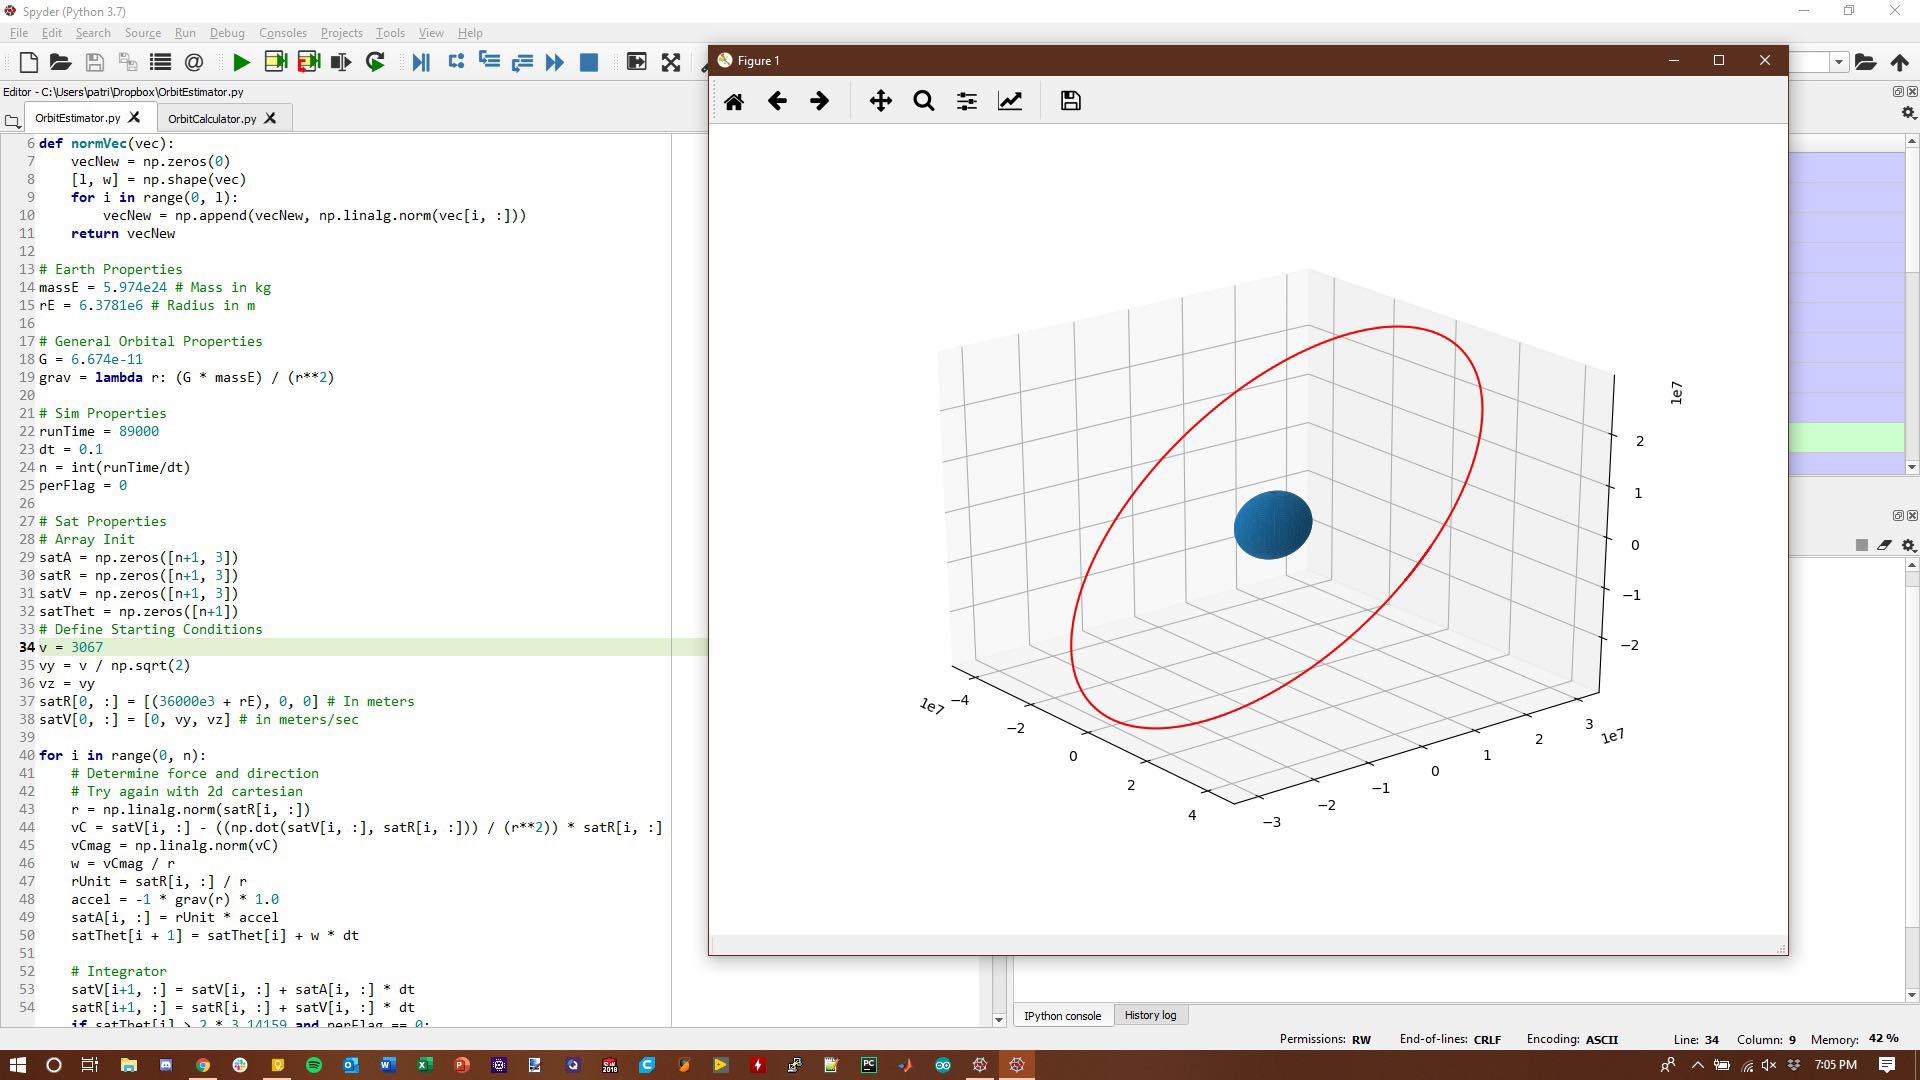 Spyder (Python 3.7)
File Edit Search Source Run Debug Consoles Projects Tools View Help
Editor - C:\Users\patri\Dropbox\OrbitEstimator.py
OrbitEstimator.py OrbitCalculator.py
6 def normVec(vec):
7 vecNew = np.zeros(0)
8 [l, w] = np.shape(vec)
9 for i in range(0, l):
10 vecNew = np.append(vecNew, np.linalg.norm(vec[i, :]))
11 return vecNew
12
13 # Earth Properties
14 massE = 5.974e24 # Mass in kg
15 rE = 6.3781e6 # Radius in m
16
17 # General Orbital Properties
18 G = 6.674e-11
19 grav = lambda r: (G * massE) / (r**2)
20
21 # Sim Properties
22 runTime = 89000
23 dt = 0.1
24 n = int(runTime/dt)
25 perFlag = 0
26
27 # Sat Properties
28 # Array Init
29 satA = np.zeros([n+1, 3])
30 satR = np.zeros([n+1, 3])
31 satV = np.zeros([n+1, 3])
32 satThet = np.zeros([n+1])
33 # Define Starting Conditions
34 v = 3067
35 vy = v / np.sqrt(2)
36 vz = vy
37 satR[0, :] = [(36000e3 + rE), 0, 0] # In meters
38 satV[0, :] = [0, vy, vz] # in meters/sec
39
40 for i in range(0, n):
41 # Determine force and direction
42 # Try again with 2d cartesian
43 r = np.linalg.norm(satR[i, :])
44 vC = satV[i, :] - ((np.dot(satV[i, :], satR[i, :])) / (r**2)) * satR[i, :]
45 vCmag = np.linalg.norm(vC)
46 w = vCmag / r
47 rUnit = satR[i, :] / r
48 accel = -1 * grav(r) * 1.0
49 satA[i, :] = rUnit * accel
50 satThet[i + 1] = satThet[i] + w * dt
51
52 # Integrator
53 satV[i+1, :] = satV[i, :] + satA[i, :] * dt
54 satR[i+1, :] = satR[i, :] + satV[i, :] * dt
if satThet[i] > 2 * 3.14159 and perFlag == 0:
Figure 1
1e7
2
1
0
−1
−2
1e7 −4
−2
0
2
4
−3
−2
−1
0
1
2
3
1e7
IPython console History log
Permissions: RW End-of-lines: CRLF Encoding: ASCII Line: 34 Column: 9 Memory: 42 %
7:05 PM